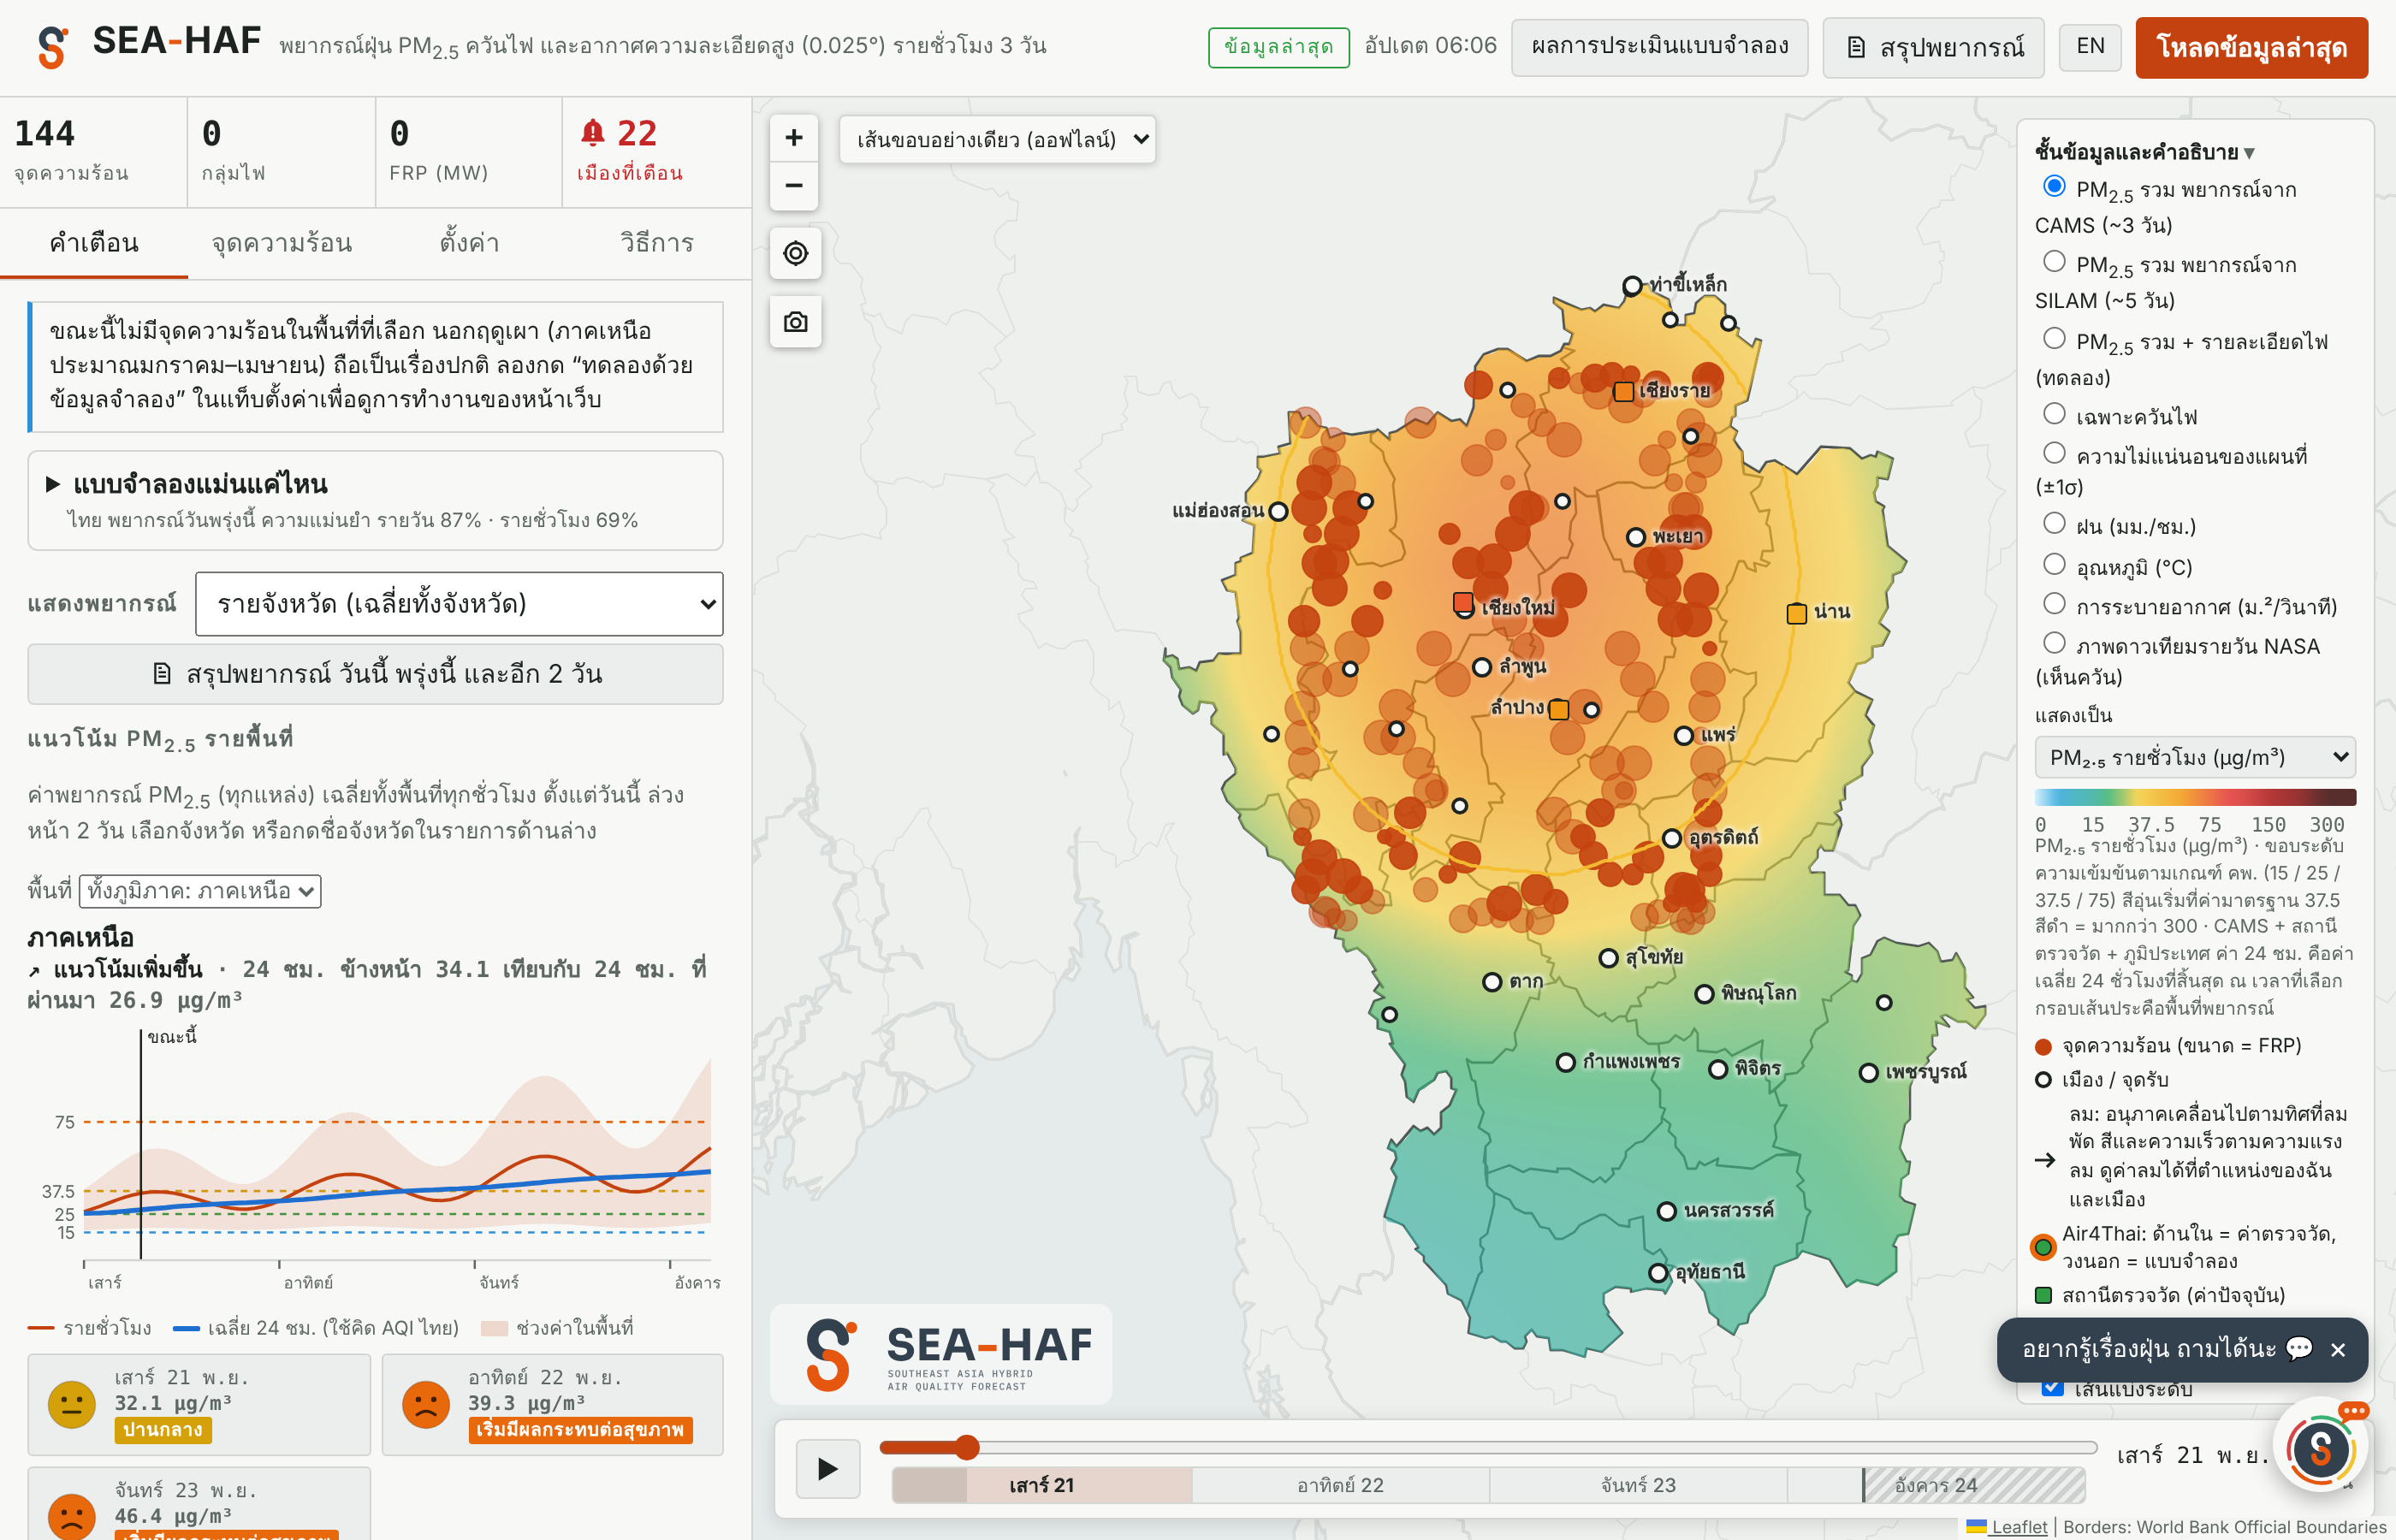 SEA-HAF พยากรณ์ฝุ่น PM2.5 ควันไฟ และอากาศความละเอียดสูง (0.025°) รายชั่วโมง 3 วัน
ข้อมูลล่าสุด อัปเดต 06:06 ผลการประเมินแบบจำลอง สรุปพยากรณ์ EN โหลดข้อมูลล่าสุด
144
จุดความร้อน
0
กลุ่มไฟ
0
FRP (MW)
22
เมืองที่เตือน
คำเตือน จุดความร้อน ตั้งค่า วิธีการ
ขณะนี้ไม่มีจุดความร้อนในพื้นที่ที่เลือก นอกฤดูเผา (ภาคเหนือ
ประมาณมกราคม–เมษายน) ถือเป็นเรื่องปกติ ลองกด “ทดลองด้วย
ข้อมูลจำลอง” ในแท็บตั้งค่าเพื่อดูการทำงานของหน้าเว็บ
▶ แบบจำลองแม่นแค่ไหน
ไทย พยากรณ์วันพรุ่งนี้ ความแม่นยำ รายวัน 87% · รายชั่วโมง 69%
แสดงพยากรณ์ รายจังหวัด (เฉลี่ยทั้งจังหวัด)
สรุปพยากรณ์ วันนี้ พรุ่งนี้ และอีก 2 วัน
แนวโน้ม PM2.5 รายพื้นที่
ค่าพยากรณ์ PM2.5 (ทุกแหล่ง) เฉลี่ยทั้งพื้นที่ทุกชั่วโมง ตั้งแต่วันนี้ ล่วง
หน้า 2 วัน เลือกจังหวัด หรือกดชื่อจังหวัดในรายการด้านล่าง
พื้นที่ ทั้งภูมิภาค: ภาคเหนือ
ภาคเหนือ
↗ แนวโน้มเพิ่มขึ้น · 24 ชม. ข้างหน้า 34.1 เทียบกับ 24 ชม. ที่
ผ่านมา 26.9 µg/m³
ขณะนี้
75
37.5
25
15
เสาร์ อาทิตย์ จันทร์ อังคาร
รายชั่วโมง เฉลี่ย 24 ชม. (ใช้คิด AQI ไทย) ช่วงค่าในพื้นที่
เสาร์ 21 พ.ย.
32.1 µg/m³
ปานกลาง
อาทิตย์ 22 พ.ย.
39.3 µg/m³
เริ่มมีผลกระทบต่อสุขภาพ
จันทร์ 23 พ.ย.
46.4 µg/m³
เริ่มมีผลกระทบต่อสุขภาพ
+
−
เส้นขอบอย่างเดียว (ออฟไลน์)
ท่าขี้เหล็ก
เชียงราย
แม่ฮ่องสอน
พะเยา
เชียงใหม่
น่าน
ลำพูน
ลำปาง
แพร่
อุตรดิตถ์
สุโขทัย
ตาก
พิษณุโลก
กำแพงเพชร
พิจิตร
เพชรบูรณ์
นครสวรรค์
อุทัยธานี
SEA-HAF
SOUTHEAST ASIA HYBRID
AIR QUALITY FORECAST
ชั้นข้อมูลและคำอธิบาย ▾
PM2.5 รวม พยากรณ์จาก
CAMS (~3 วัน)
PM2.5 รวม พยากรณ์จาก
SILAM (~5 วัน)
PM2.5 รวม + รายละเอียดไฟ
(ทดลอง)
เฉพาะควันไฟ
ความไม่แน่นอนของแผนที่
(±1σ)
ฝน (มม./ชม.)
อุณหภูมิ (°C)
การระบายอากาศ (ม.²/วินาที)
ภาพดาวเทียมรายวัน NASA
(เห็นควัน)
แสดงเป็น
PM₂.₅ รายชั่วโมง (µg/m³)
0 15 37.5 75 150 300
PM₂.₅ รายชั่วโมง (µg/m³) · ขอบระดับ
ความเข้มข้นตามเกณฑ์ คพ. (15 / 25 /
37.5 / 75) สีอุ่นเริ่มที่ค่ามาตรฐาน 37.5
สีดำ = มากกว่า 300 · CAMS + สถานี
ตรวจวัด + ภูมิประเทศ ค่า 24 ชม. คือค่า
เฉลี่ย 24 ชั่วโมงที่สิ้นสุด ณ เวลาที่เลือก
กรอบเส้นประคือพื้นที่พยากรณ์
จุดความร้อน (ขนาด = FRP)
เมือง / จุดรับ
ลม: อนุภาคเคลื่อนไปตามทิศที่ลม
พัด สีและความเร็วตามความแรง
ลม ดูค่าลมได้ที่ตำแหน่งของฉัน
และเมือง
Air4Thai: ด้านใน = ค่าตรวจวัด,
วงนอก = แบบจำลอง
สถานีตรวจวัด (ค่าปัจจุบัน)
อยากรู้เรื่องฝุ่น ถามได้นะ 💬 ×
เส้นแบ่งระดับ
เสาร์ 21 พ.ย.
เสาร์ 21 อาทิตย์ 22 จันทร์ 23 อังคาร 24
Leaflet | Borders: World Bank Official Boundaries